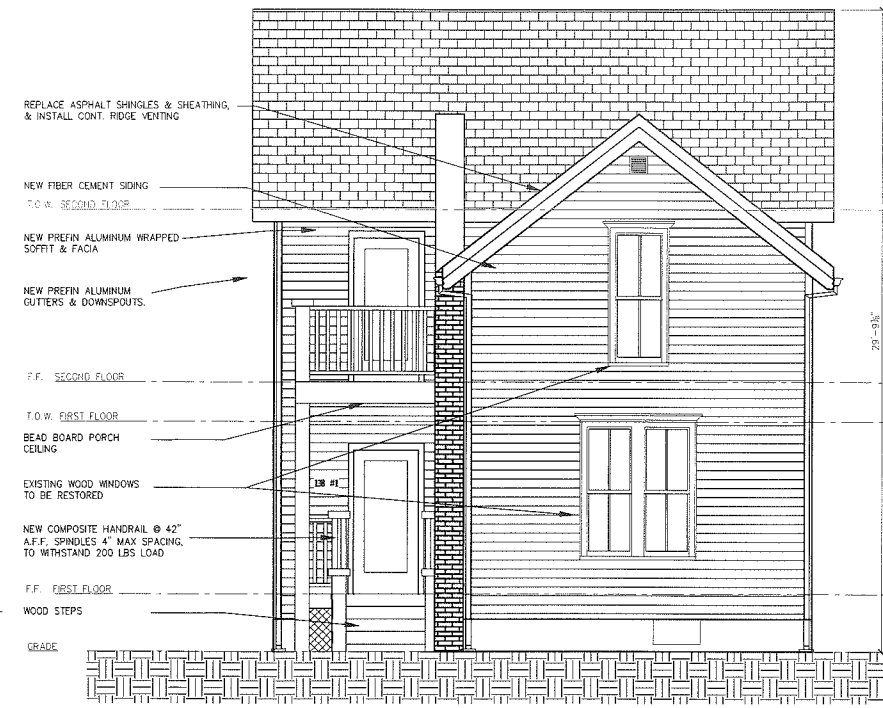 REPLACE ASPHALT SHINGLES & SHEATHING,
& INSTALL CONT. RIDGE VENTING
NEW FIBER CEMENT SIDING
T.O.W. SECOND FLOOR
NEW PREFIN ALUMINUM WRAPPED
SOFFIT & FACIA
NEW PREFIN ALUMINUM
GUTTERS & DOWNSPOUTS.
29'-9⅛"
F.F. SECOND FLOOR
T.O.W. FIRST FLOOR
BEAD BOARD PORCH
CEILING
EXISTING WOOD WINDOWS
TO BE RESTORED
138 #1
NEW COMPOSITE HANDRAIL @ 42"
A.F.F. SPINDLES 4" MAX SPACING,
TO WITHSTAND 200 LBS LOAD
F.F. FIRST FLOOR
WOOD STEPS
GRADE